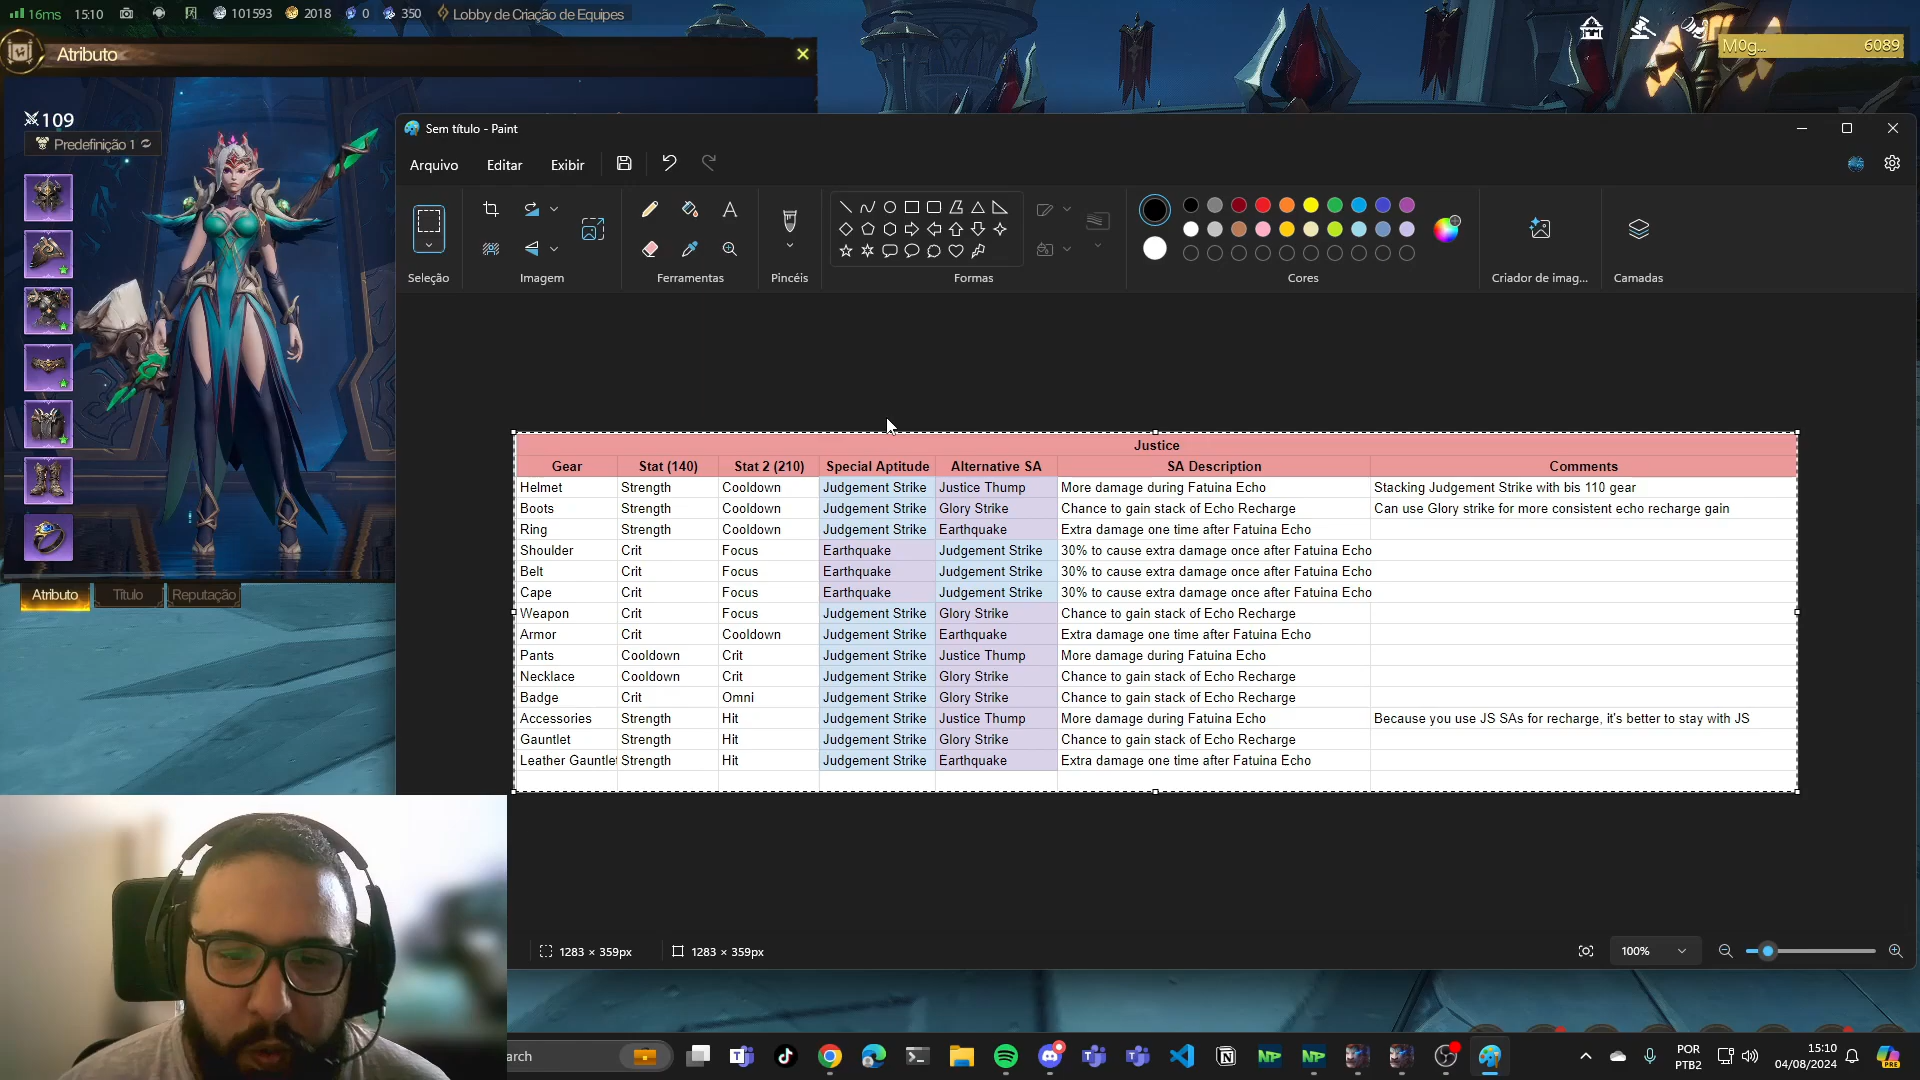 16ms 15:10 101593 2018 0 350 Lobby de Criação de Equipes
M0g... 6089
Atributo
109
Predefinição 1
Atributo Título Reputação
Sem título - Paint
Arquivo Editar Exibir
Seleção Imagem Ferramentas Pincéis Formas Cores Criador de imag... Camadas
Justice
Gear Stat (140) Stat 2 (210) Special Aptitude Alternative SA SA Description Comments
Helmet Strength Cooldown Judgement Strike Justice Thump More damage during Fatuina Echo Stacking Judgement Strike with bis 110 gear
Boots Strength Cooldown Judgement Strike Glory Strike Chance to gain stack of Echo Recharge Can use Glory strike for more consistent echo recharge gain
Ring Strength Cooldown Judgement Strike Earthquake Extra damage one time after Fatuina Echo
Shoulder Crit Focus Earthquake Judgement Strike 30% to cause extra damage once after Fatuina Echo
Belt Crit Focus Earthquake Judgement Strike 30% to cause extra damage once after Fatuina Echo
Cape Crit Focus Earthquake Judgement Strike 30% to cause extra damage once after Fatuina Echo
Weapon Crit Focus Judgement Strike Glory Strike Chance to gain stack of Echo Recharge
Armor Crit Cooldown Judgement Strike Earthquake Extra damage one time after Fatuina Echo
Pants Cooldown Crit Judgement Strike Justice Thump More damage during Fatuina Echo
Necklace Cooldown Crit Judgement Strike Glory Strike Chance to gain stack of Echo Recharge
Badge Crit Omni Judgement Strike Glory Strike Chance to gain stack of Echo Recharge
Accessories Strength Hit Judgement Strike Justice Thump More damage during Fatuina Echo Because you use JS SAs for recharge, it's better to stay with JS
Gauntlet Strength Hit Judgement Strike Glory Strike Chance to gain stack of Echo Recharge
Leather Gauntlet Strength Hit Judgement Strike Earthquake Extra damage one time after Fatuina Echo
1283 × 359px 1283 × 359px 100%
earch
NP NP
POR
PTB2
15:10
04/08/2024
PRE